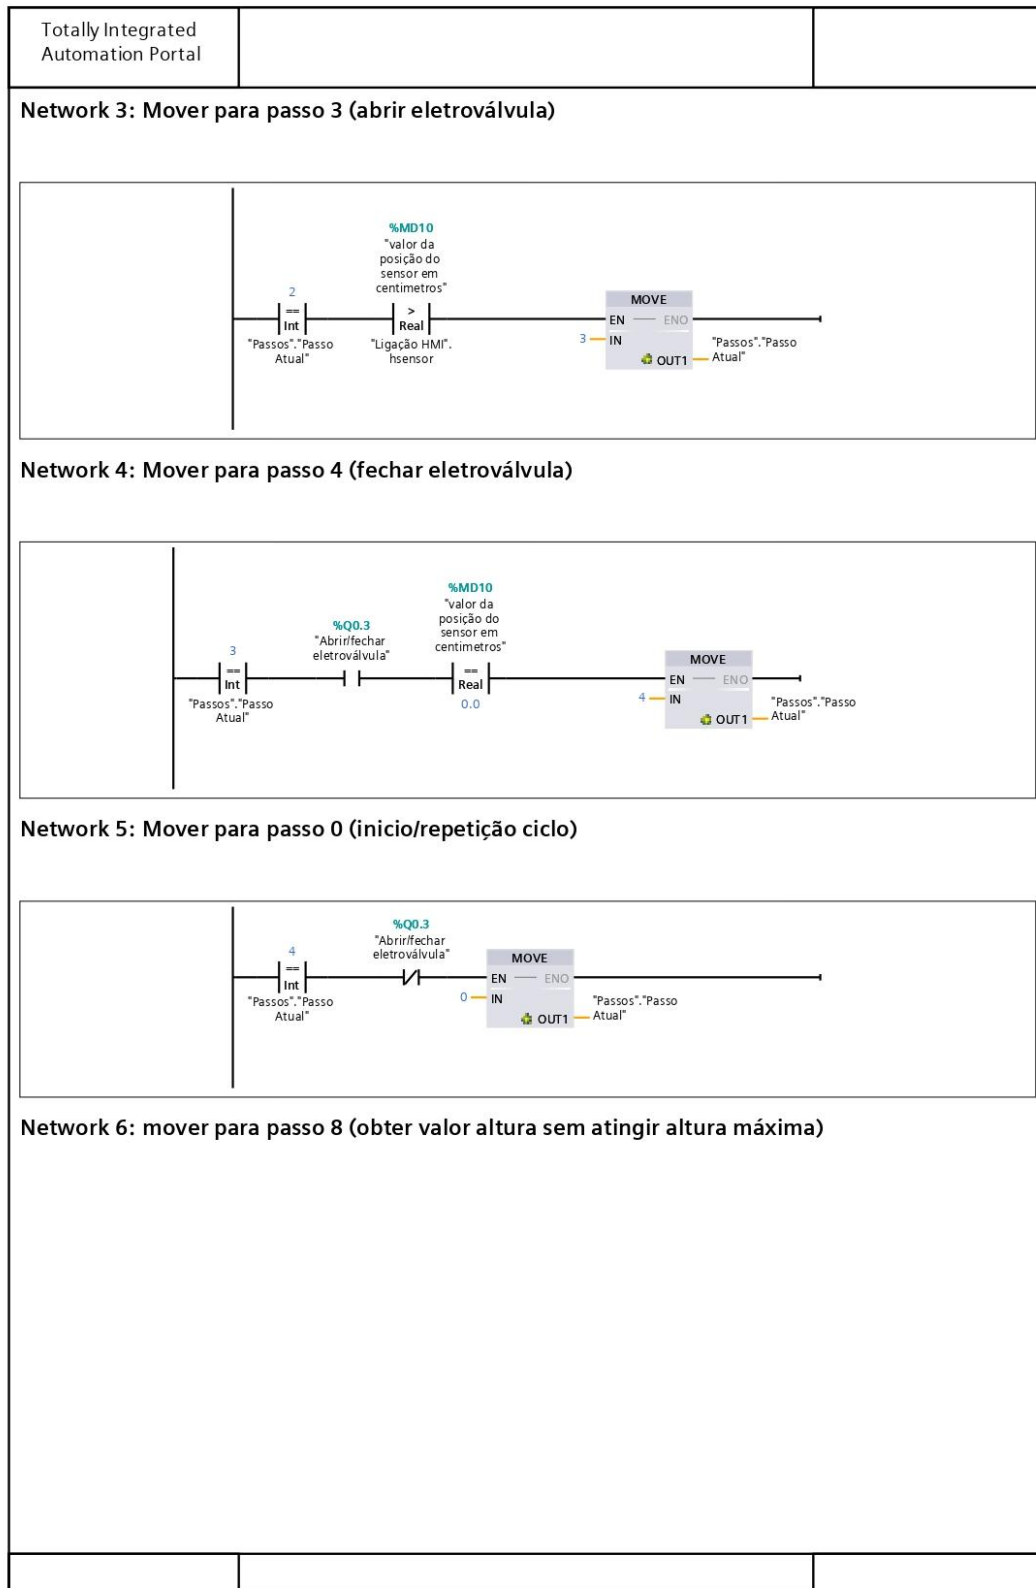 Totally Integrated
Automation Portal
Network 3: Mover para passo 3 (abrir eletroválvula)
%MD10
"valor da
posição do
sensor em
centimetros"
2
==
Int
"Passos"."Passo
Atual"
>
Real
"Ligação HMI".
hsensor
MOVE
EN
ENO
3
IN
OUT1
"Passos"."Passo
Atual"
Network 4: Mover para passo 4 (fechar eletroválvula)
3
==
Int
"Passos"."Passo
Atual"
%Q0.3
"Abrir/fechar
eletroválvula"
%MD10
"valor da
posição do
sensor em
centimetros"
==
Real
0.0
MOVE
EN
ENO
4
IN
OUT1
"Passos"."Passo
Atual"
Network 5: Mover para passo 0 (inicio/repetição ciclo)
4
==
Int
"Passos"."Passo
Atual"
%Q0.3
"Abrir/fechar
eletroválvula"
MOVE
EN
ENO
0
IN
OUT1
"Passos"."Passo
Atual"
Network 6: mover para passo 8 (obter valor altura sem atingir altura máxima)